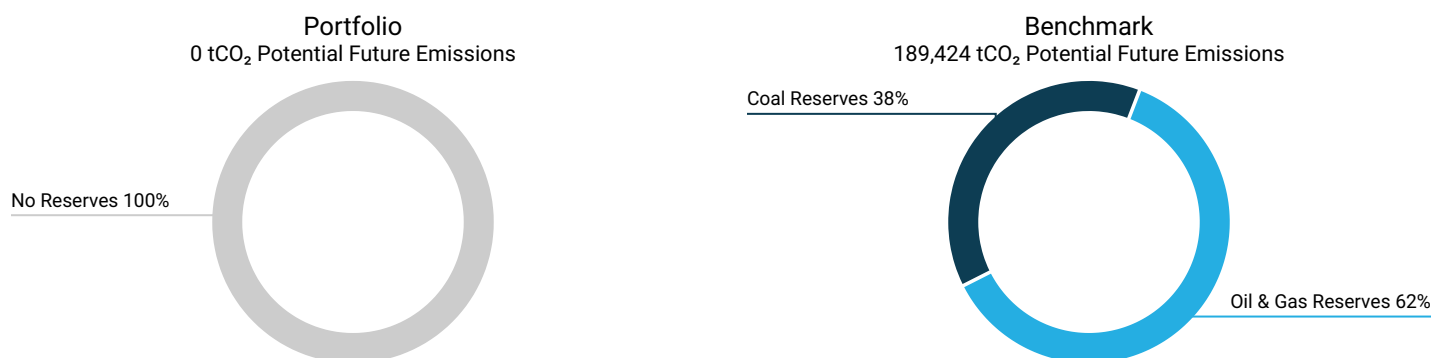 Portfolio
0 tCO₂ Potential Future Emissions
No Reserves 100%
Benchmark
189,424 tCO₂ Potential Future Emissions
Coal Reserves 38%
Oil & Gas Reserves 62%